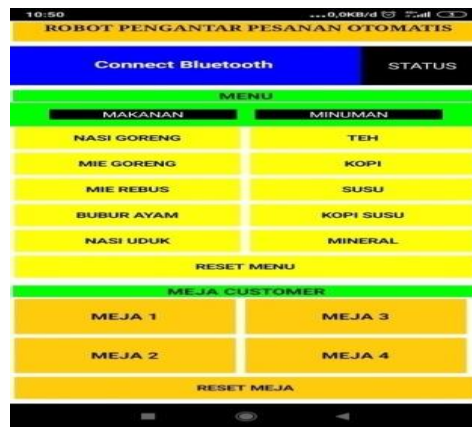 10:50 ...0,0KB/d
ROBOT PENGANTAR PESANAN OTOMATIS
Connect Bluetooth STATUS
MENU
MAKANAN MINUMAN
NASI GORENG TEH
MIE GORENG KOPI
MIE REBUS SUSU
BUBUR AYAM KOPI SUSU
NASI UDUK MINERAL
RESET MENU
MEJA CUSTOMER
MEJA 1 MEJA 3
MEJA 2 MEJA 4
RESET MEJA